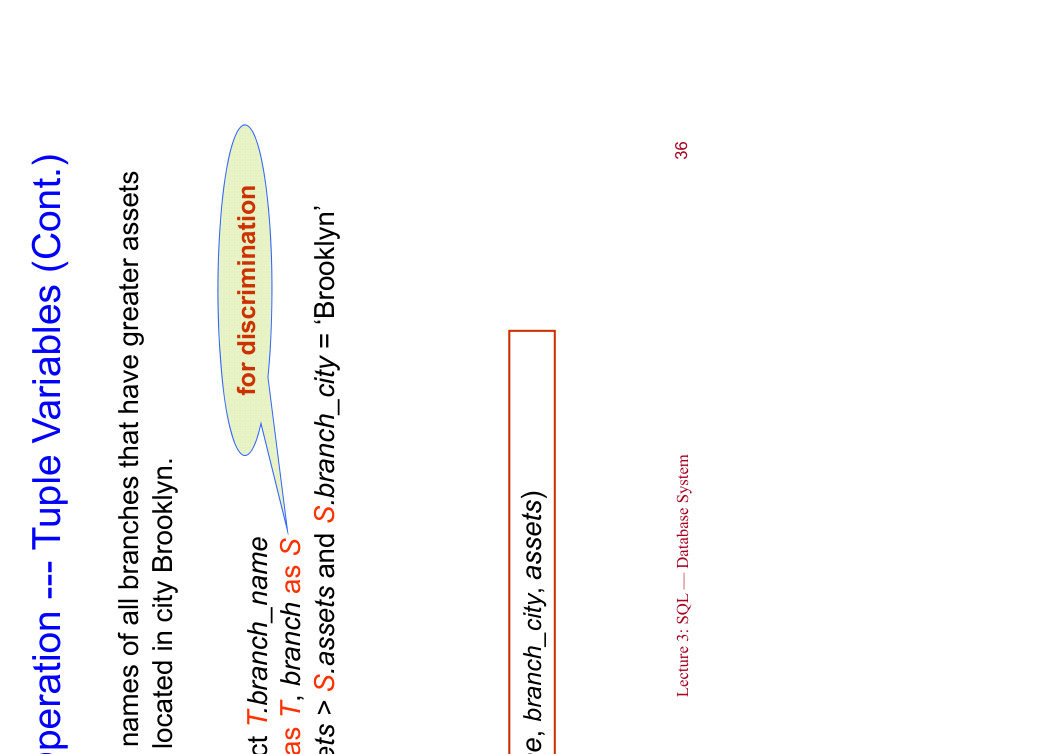 peration --- Tuple Variables (Cont.)
names of all branches that have greater assets
located in city Brooklyn.
for discrimination
ct T.branch_name
as T, branch as S
ets > S.assets and S.branch_city = ‘Brooklyn’
e, branch_city, assets)
Lecture 3: SQL — Database System
36